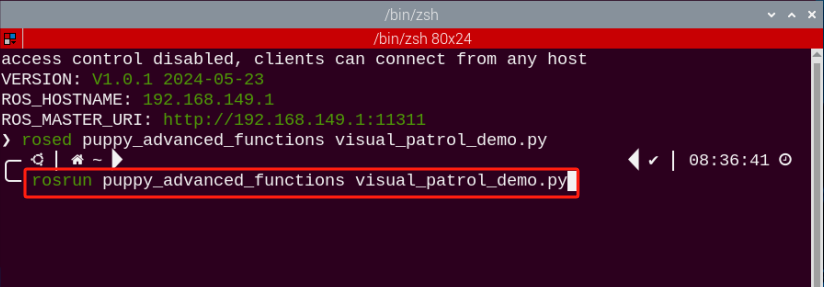 /bin/zsh
/bin/zsh 80x24
access control disabled, clients can connect from any host
VERSION: V1.0.1 2024-05-23
ROS_HOSTNAME: 192.168.149.1
ROS_MASTER_URI: http://192.168.149.1:11311
❯ rosed puppy_advanced_functions visual_patrol_demo.py
~ ✔ 08:36:41
rosrun puppy_advanced_functions visual_patrol_demo.py